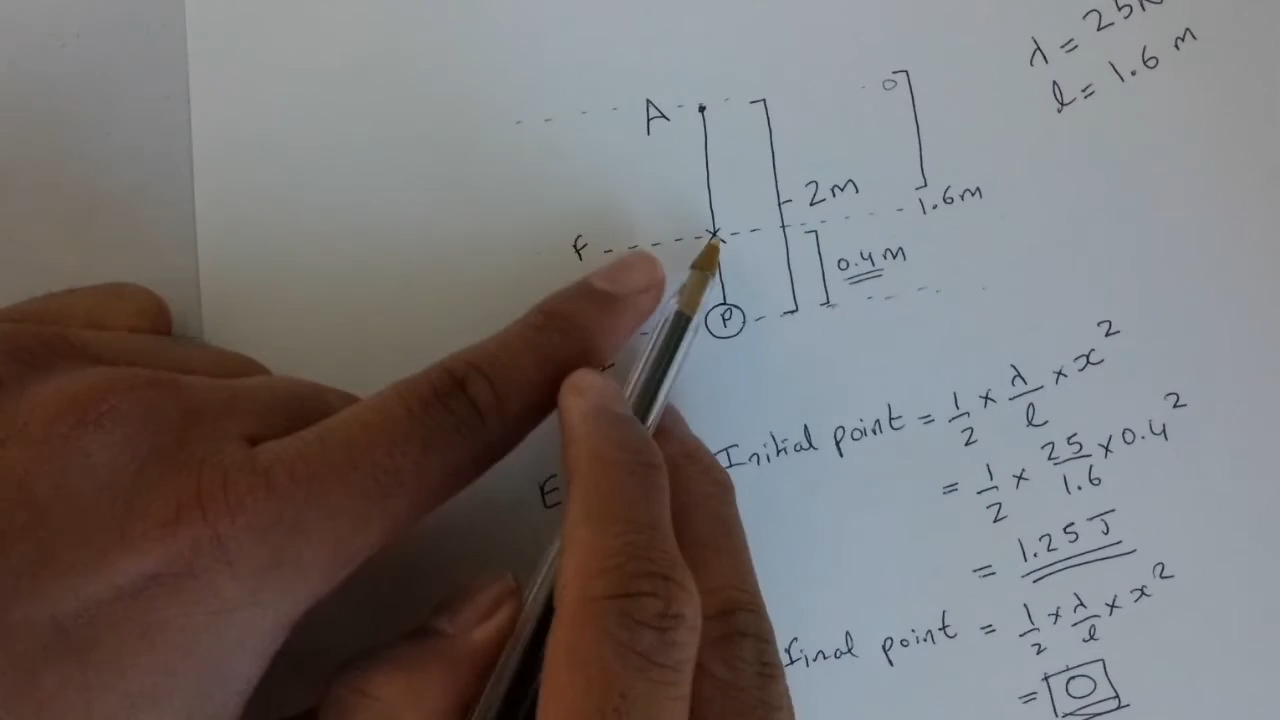 λ = 25
l = 1.6 m
A
0
2m
1.6m
F
0.4m
P
Initial point = 1/2 × λ/l × x²
= 1/2 × 25/1.6 × 0.4²
E
= 1.25 J
final point = 1/2 × λ/l × x²
= 0